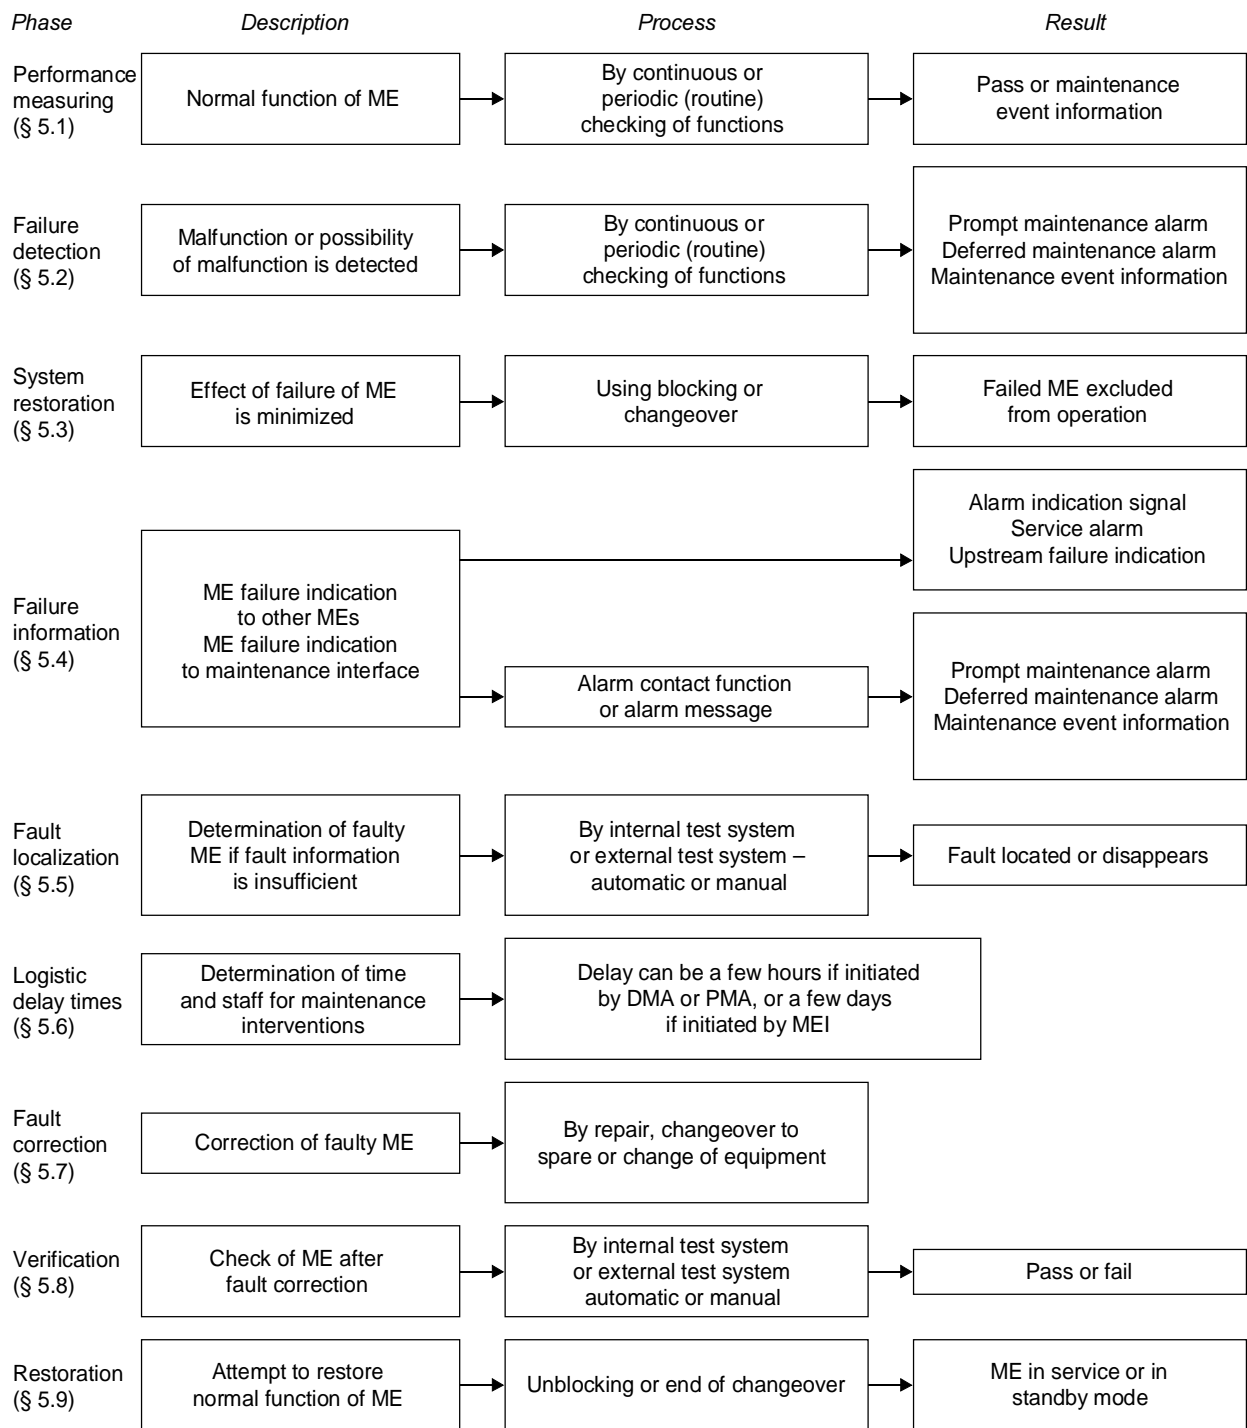 Phase
Description
Process
Result
Performance
measuring
(§ 5.1)
Normal function of ME
By continuous or
periodic (routine)
checking of functions
Pass or maintenance
event information
Failure
detection
(§ 5.2)
Malfunction or possibility
of malfunction is detected
By continuous or
periodic (routine)
checking of functions
Prompt maintenance alarm
Deferred maintenance alarm
Maintenance event information
System
restoration
(§ 5.3)
Effect of failure of ME
is minimized
Using blocking or
changeover
Failed ME excluded
from operation
Failure
information
(§ 5.4)
ME failure indication
to other MEs
ME failure indication
to maintenance interface
Alarm indication signal
Service alarm
Upstream failure indication
Alarm contact function
or alarm message
Prompt maintenance alarm
Deferred maintenance alarm
Maintenance event information
Fault
localization
(§ 5.5)
Determination of faulty
ME if fault information
is insufficient
By internal test system
or external test system –
automatic or manual
Fault located or disappears
Logistic
delay times
(§ 5.6)
Determination of time
and staff for maintenance
interventions
Delay can be a few hours if initiated
by DMA or PMA, or a few days
if initiated by MEI
Fault
correction
(§ 5.7)
Correction of faulty ME
By repair, changeover to
spare or change of equipment
Verification
(§ 5.8)
Check of ME after
fault correction
By internal test system
or external test system
automatic or manual
Pass or fail
Restoration
(§ 5.9)
Attempt to restore
normal function of ME
Unblocking or end of changeover
ME in service or in
standby mode